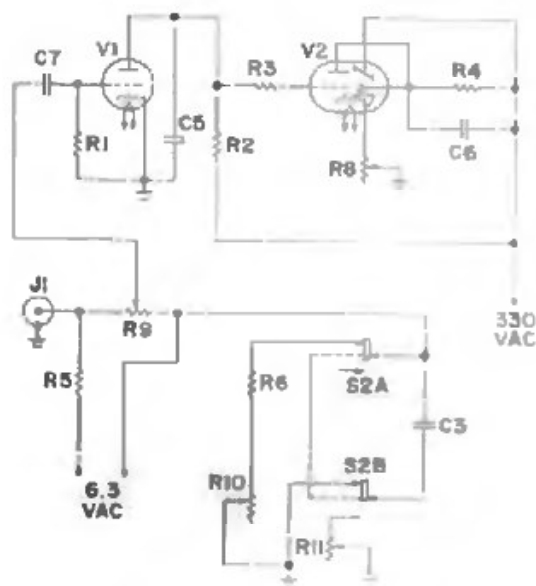 V1
V2
C7
R3
R4
R1
C5
R2
C6
R8
J1
R9
330
VAC
R5
R6
S2A
C3
6.3
VAC
R10
S2B
R11